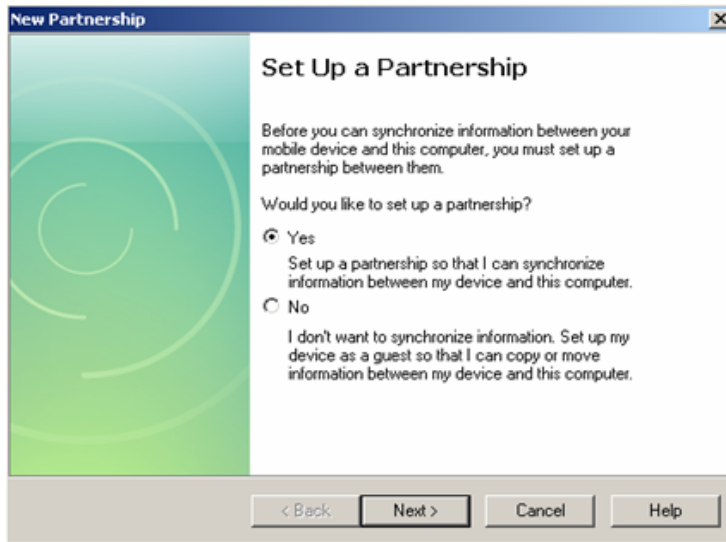 New Partnership
Set Up a Partnership
Before you can synchronize information between your
mobile device and this computer, you must set up a
partnership between them.
Would you like to set up a partnership?
Yes
Set up a partnership so that I can synchronize
information between my device and this computer.
No
I don't want to synchronize information. Set up my
device as a guest so that I can copy or move
information between my device and this computer.
< Back Next > Cancel Help